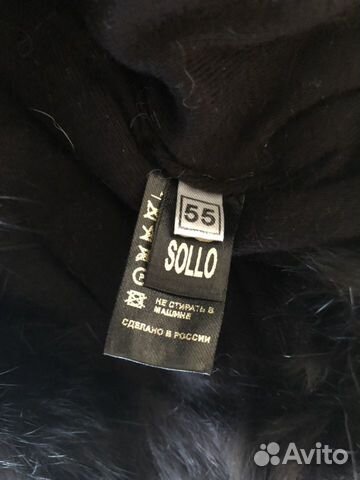 55
SOLLO
НЕ СТИРАТЬ В
МАШИНЕ
СДЕЛАНО В РОССИИ
Avito